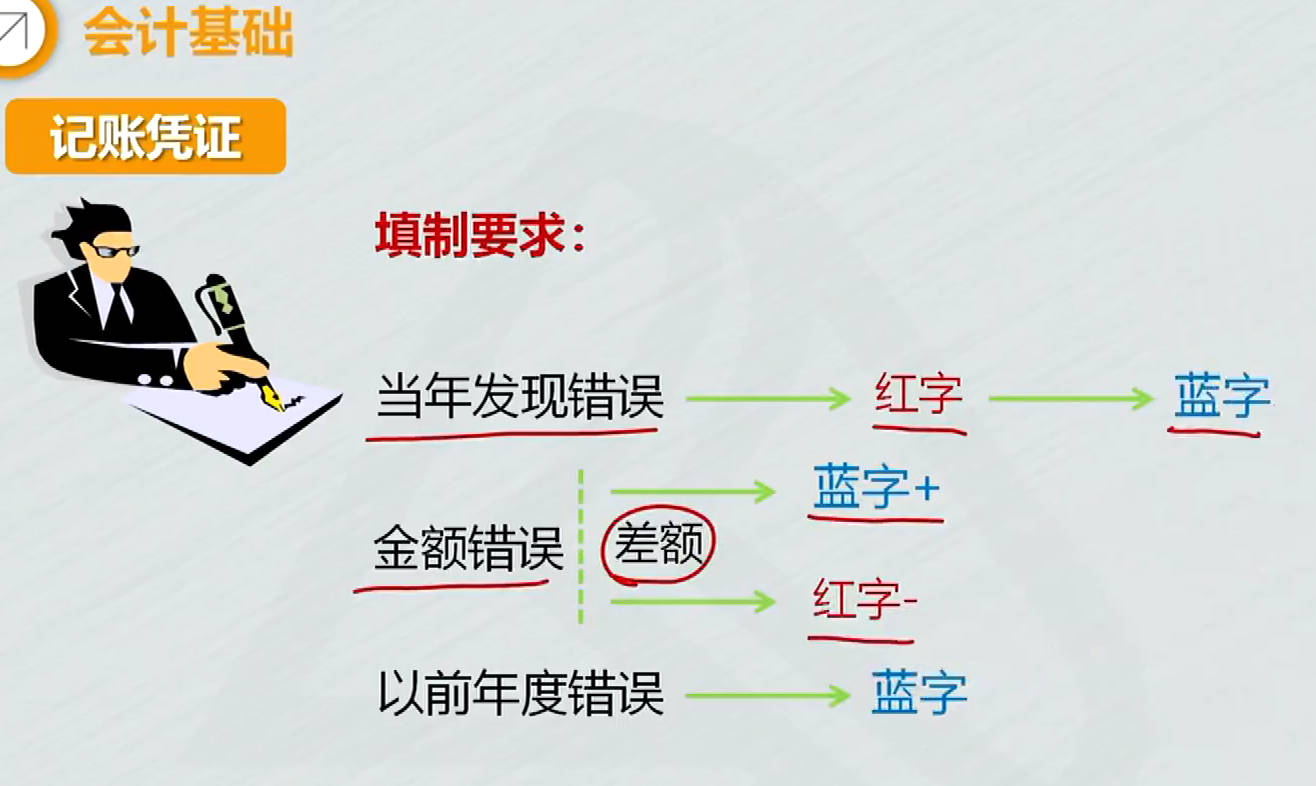 会计基础
记账凭证
填制要求：
当年发现错误 红字 蓝字
蓝字+
金额错误 差额
红字-
以前年度错误 蓝字